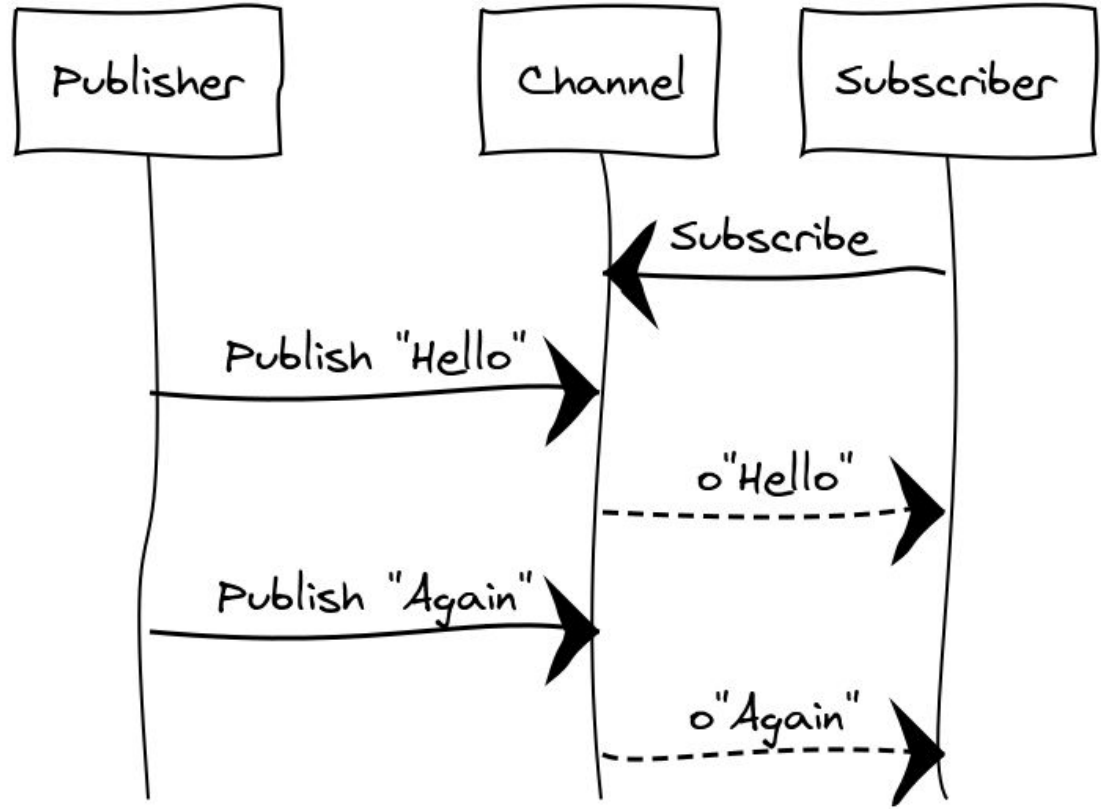 Publisher
Channel
Subscriber
Subscribe
Publish "Hello"
o"Hello"
Publish "Again"
o"Again"